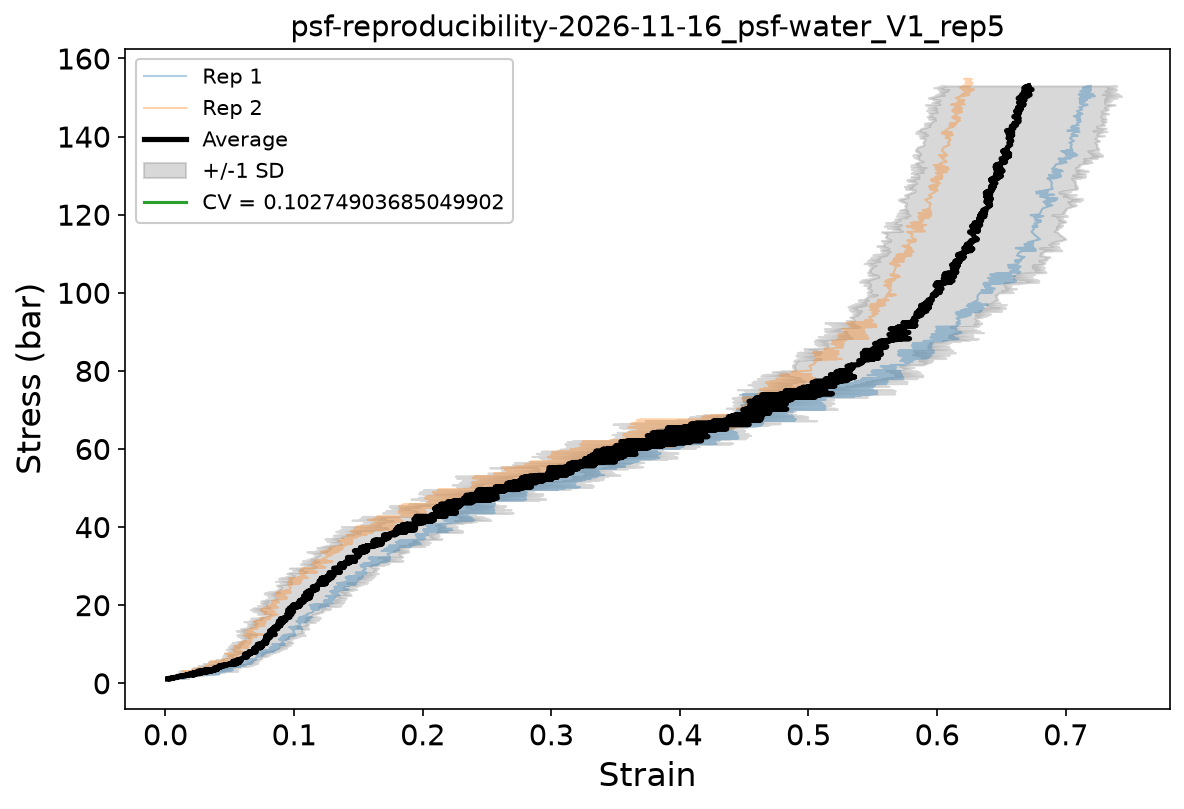 psf-reproducibility-2026-11-16_psf-water_V1_rep5
Rep 1
Rep 2
Average
+/-1 SD
CV = 0.10274903685049902
Stress (bar)
160
140
120
100
80
60
40
20
0
0.0 0.1 0.2 0.3 0.4 0.5 0.6 0.7
Strain